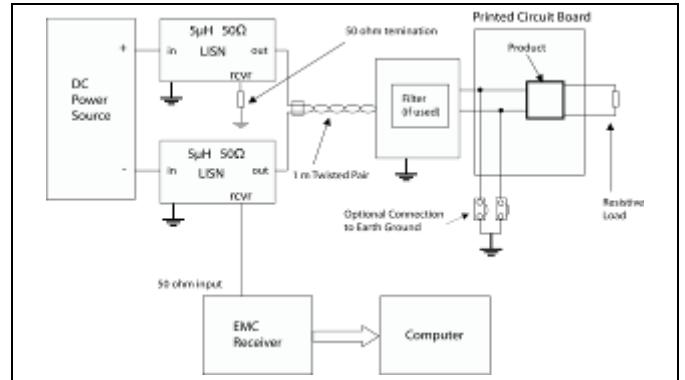 Printed Circuit Board
5µH 50Ω
LISN
in
out
rcvr
50 ohm temination
Product
+
DC
Power
Source
-
Filter
(if used)
5µH 50Ω
LISN
in
out
rcvr
1 m Twisted Pair
Optional Connection
to Earth Ground
Resistive
Load
50 ohm input
EMC
Receiver
Computer